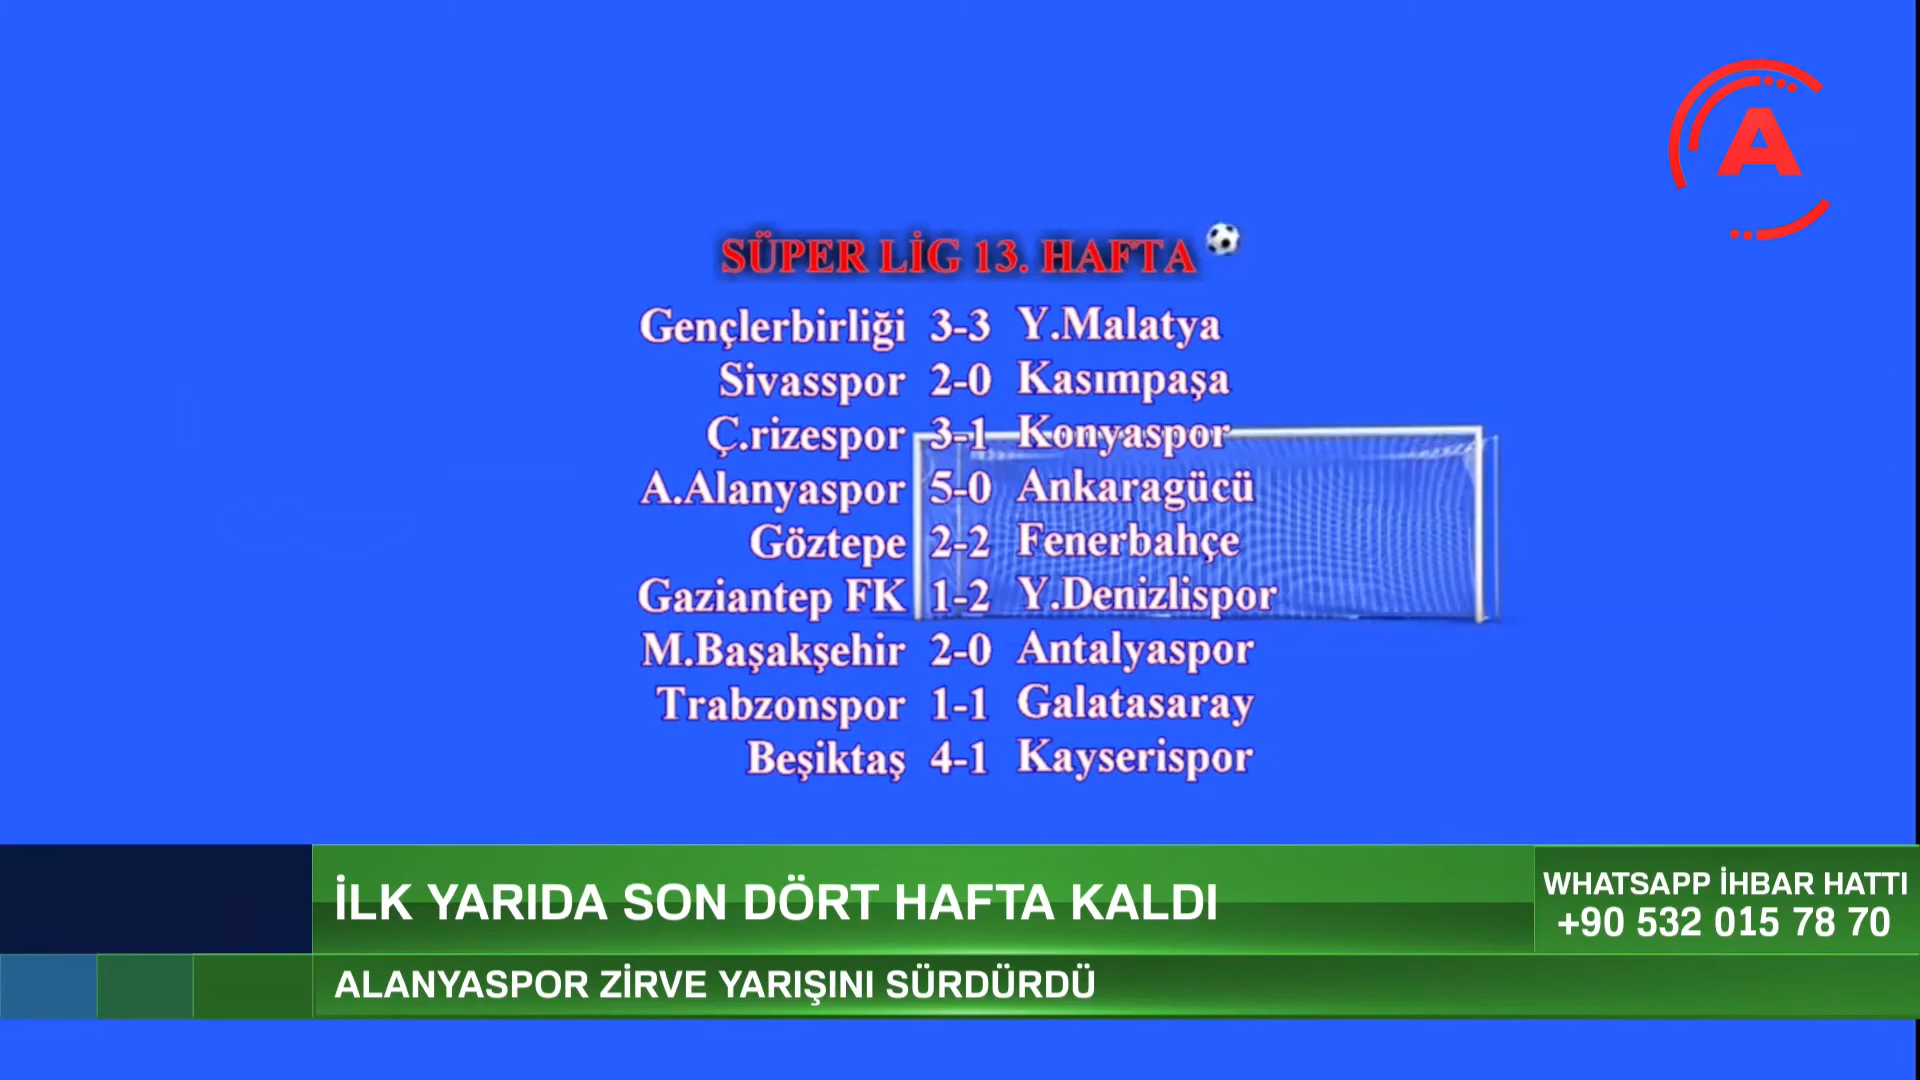 A
SÜPER LİG 13. HAFTA
Gençlerbirliği 3-3 Y.Malatya
Sivasspor 2-0 Kasımpaşa
Ç.rizespor 3-1 Konyaspor
A.Alanyaspor 5-0 Ankaragücü
Göztepe 2-2 Fenerbahçe
Gaziantep FK 1-2 Y.Denizlispor
M.Başakşehir 2-0 Antalyaspor
Trabzonspor 1-1 Galatasaray
Beşiktaş 4-1 Kayserispor
İLK YARIDA SON DÖRT HAFTA KALDI
WHATSAPP İHBAR HATTI
+90 532 015 78 70
ALANYASPOR ZİRVE YARIŞINI SÜRDÜRDÜ